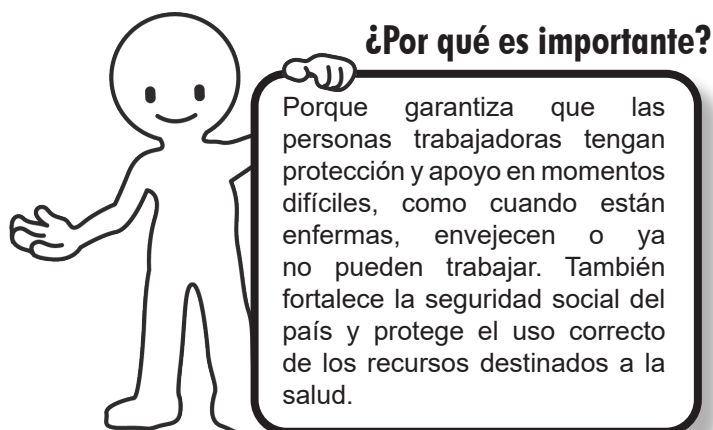 ¿Por qué es importante?
Porque garantiza que las
personas trabajadoras tengan
protección y apoyo en momentos
difíciles, como cuando están
enfermas, envejecen o ya
no pueden trabajar. También
fortalece la seguridad social del
país y protege el uso correcto
de los recursos destinados a la
salud.